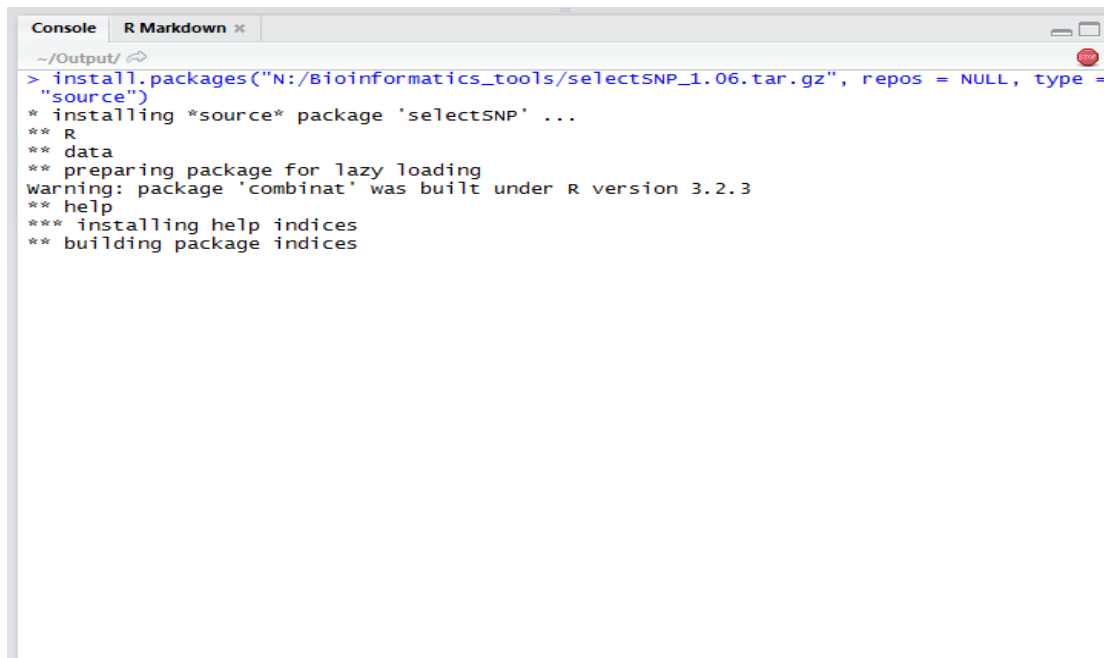 Console R Markdown
~/Output/
> install.packages("N:/Bioinformatics_tools/selectSNP_1.06.tar.gz", repos = NULL, type =
"source")
* installing *source* package 'selectSNP' ...
** R
** data
** preparing package for lazy loading
Warning: package 'combinat' was built under R version 3.2.3
** help
*** installing help indices
** building package indices
STOP